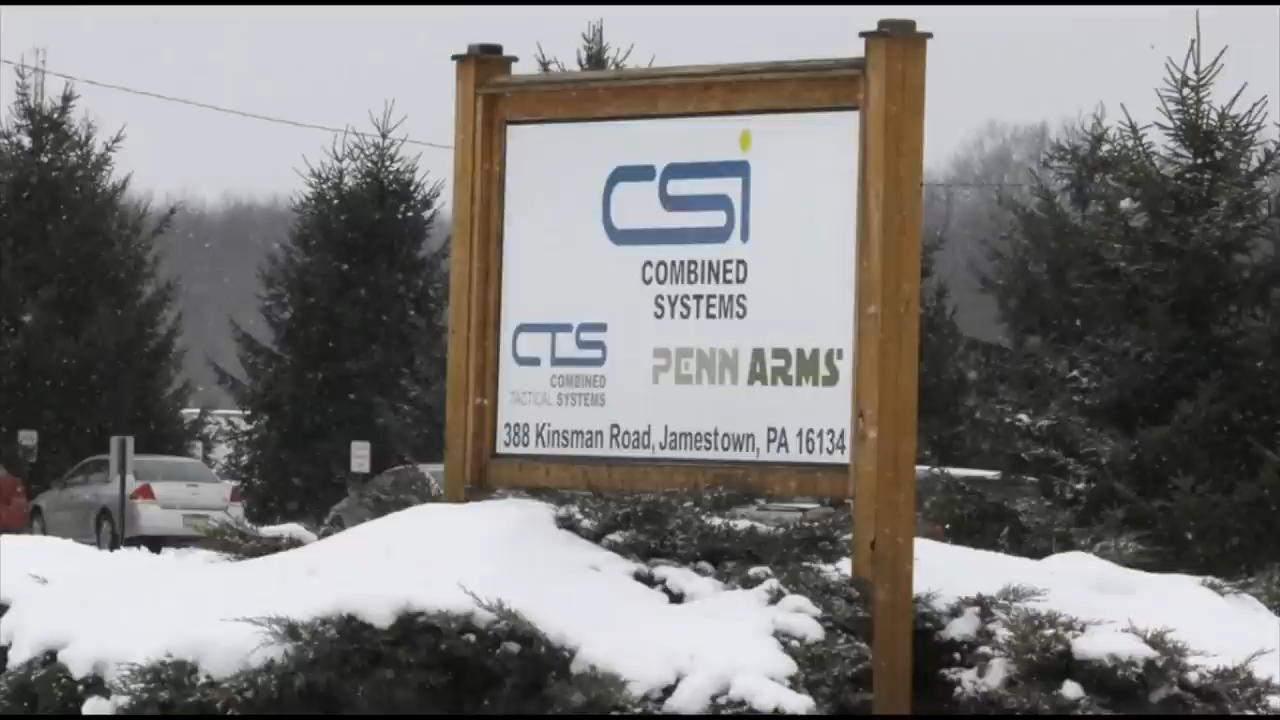 CSI
COMBINED
SYSTEMS
CTS
COMBINED
TACTICAL SYSTEMS
PENN ARMS
388 Kinsman Road, Jamestown, PA 16134